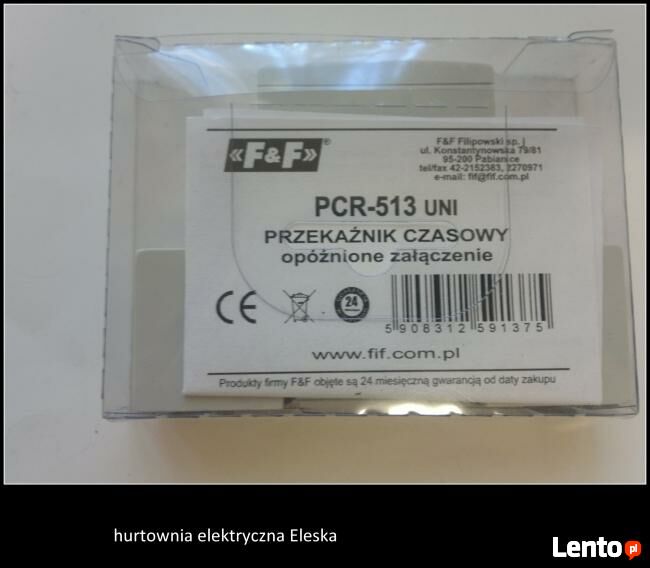 «F&F»®
F&F Filipowski sp. j
ul. Konstantynowska 79/81
95-200 Pabianice
tel/fax 42-2152383, 2270971
e-mail: fif@fif.com.pl
PCR-513 UNI
PRZEKAŹNIK CZASOWY
opóźnione załączenie
CE
24
5 908312 591375
www.fif.com.pl
Produkty firmy F&F objęte są 24 miesięczną gwarancją od daty zakupu
hurtownia elektryczna Eleska
Lento pl